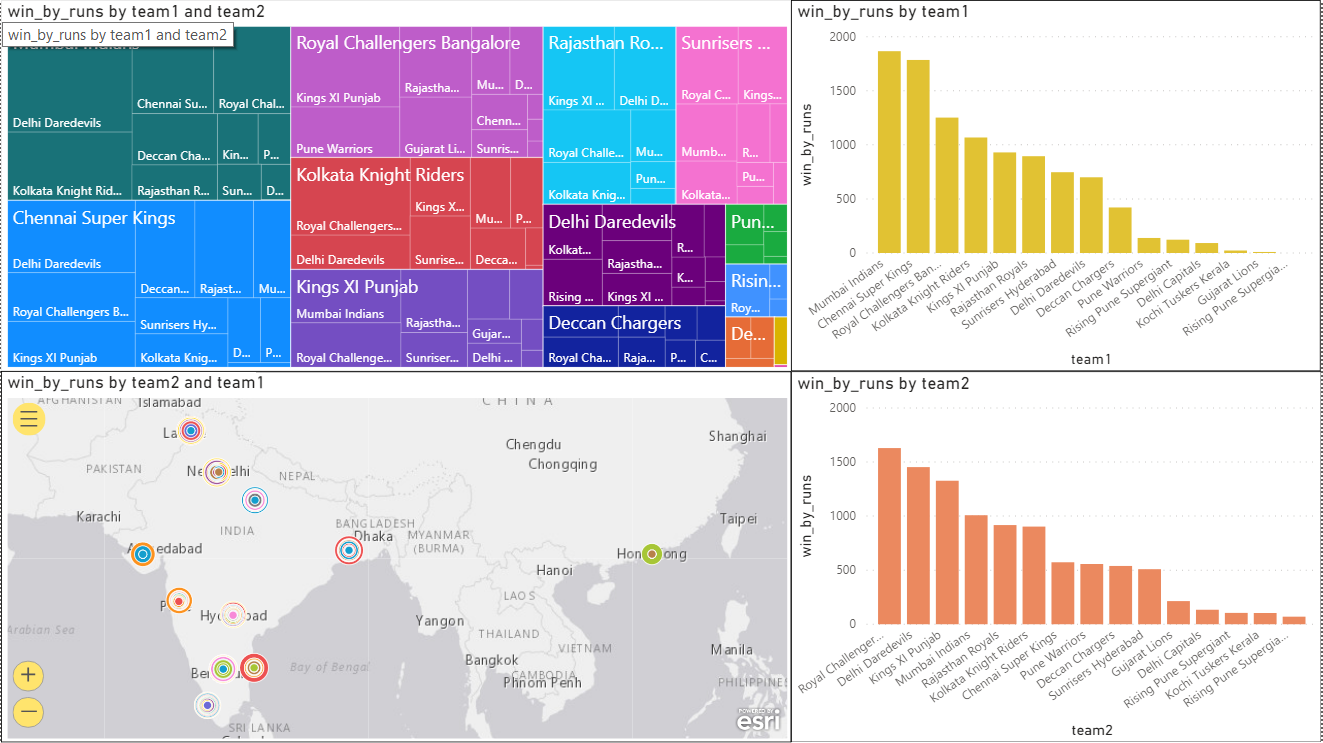 win_by_runs by team1 and team2
win_by_runs by team1 and team2
Mumbai Indians
Delhi Daredevils
Chennai Su...
Royal Chal...
Deccan Cha...
Kin...
P...
Kolkata Knight Rid...
Rajasthan R...
Sun...
D...
Chennai Super Kings
Delhi Daredevils
Deccan...
Rajast...
Mu...
Royal Challengers B...
Sunrisers Hy...
Kings XI Punjab
Kolkata Knig...
D...
P...
Royal Challengers Bangalore
Kings XI Punjab
Rajastha...
Mu...
D...
Chenn...
Pune Warriors
Gujarat Li...
Sunris...
Kolkata Knight Riders
Royal Challengers...
Kings X...
Mu...
P...
Delhi Daredevils
Sunrise...
Decca...
Kings XI Punjab
Mumbai Indians
Rajastha...
Gujar...
Royal Challenge...
Sunriser...
Delhi ...
Rajasthan Ro...
Kings XI ...
Delhi D...
Royal Challe...
Mu...
Pun...
Kolkata Knig...
Sunrisers ...
Royal C...
Kings...
Mumb...
R...
Pu...
Kolkata...
Delhi Daredevils
Kolkat...
R...
Rajastha...
K...
Rising ...
Kings XI ...
Deccan Chargers
Royal Cha...
Raja...
P...
C...
Pun...
Risin...
Roy...
De...
win_by_runs by team1
2000
1500
1000
500
0
win_by_runs
Mumbai Indians
Chennai Super Kings
Royal Challengers Ban...
Kolkata Knight Riders
Kings XI Punjab
Rajasthan Royals
Sunrisers Hyderabad
Delhi Daredevils
Deccan Chargers
Pune Warriors
Rising Pune Supergiant
Delhi Capitals
Kochi Tuskers Kerala
Gujarat Lions
Rising Pune Supergia...
team1
win_by_runs by team2 and team1
AFGHANISTAN
Islamabad
CHINA
La
Chengdu
Shanghai
Chongqing
PAKISTAN
Ne
elhi
NEPAL
Karachi
INDIA
BANGLADESH
Dhaka
Taipei
A
edabad
MYANMAR
(BURMA)
Hon
ong
Hanoi
P
LAOS
Hy
bad
Yangon
Arabian Sea
THAILAND
VIETNAM
Manila
Be
Bay of Bengal
Bangkok
CAMBODIA
Phnom Penh
PHILIPPINES
SRI LANKA
POWERED BY
esri
win_by_runs by team2
2000
1500
1000
500
0
win_by_runs
Royal Challenger...
Delhi Daredevils
Kings XI Punjab
Mumbai Indians
Rajasthan Royals
Kolkata Knight Riders
Chennai Super Kings
Pune Warriors
Deccan Chargers
Sunrisers Hyderabad
Gujarat Lions
Delhi Capitals
Rising Pune Supergiant
Kochi Tuskers Kerala
Rising Pune Supergia...
team2